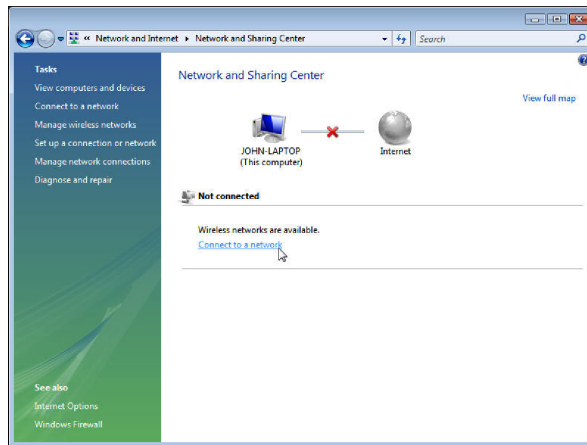 « Network and Internet ▸ Network and Sharing Center
Search
Tasks
View computers and devices
Connect to a network
Manage wireless networks
Set up a connection or network
Manage network connections
Diagnose and repair
See also
Internet Options
Windows Firewall
Network and Sharing Center
View full map
JOHN-LAPTOP
(This computer)
Internet
Not connected
Wireless networks are available.
Connect to a network